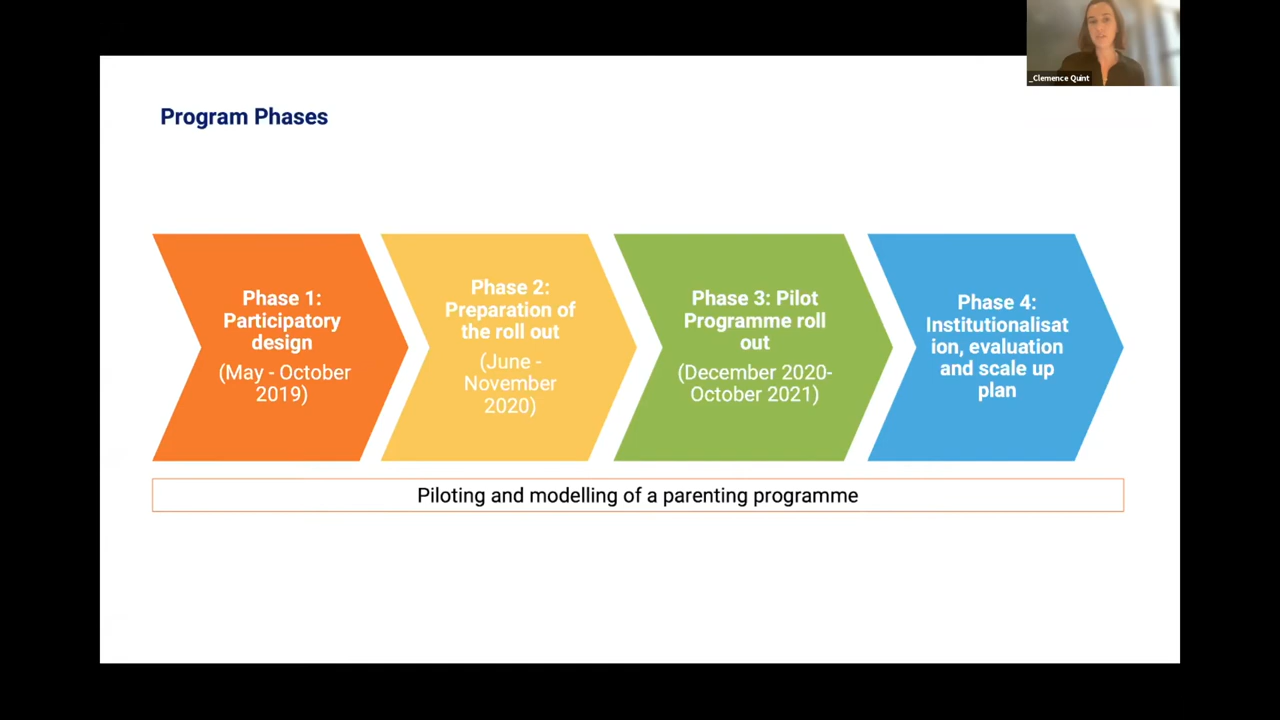 _Clemence Quint
Program Phases
Phase 1:
Participatory
design
(May - October
2019)
Phase 2:
Preparation of
the roll out
(June -
November
2020)
Phase 3: Pilot
Programme roll
out
(December 2020-
October 2021)
Phase 4:
Institutionalisat
ion, evaluation
and scale up
plan
Piloting and modelling of a parenting programme